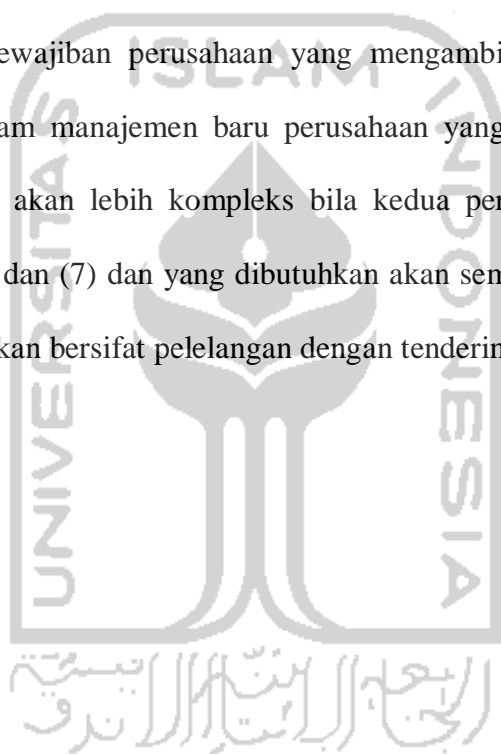 ewajiban perusahaan yang mengambi
ISLAM
am manajemen baru perusahaan yang
akan lebih kompleks bila kedua per
dan (7) dan yang dibutuhkan akan sem
kan bersifat pelelangan dengan tenderin
UNIVERSITAS
INDONESIA